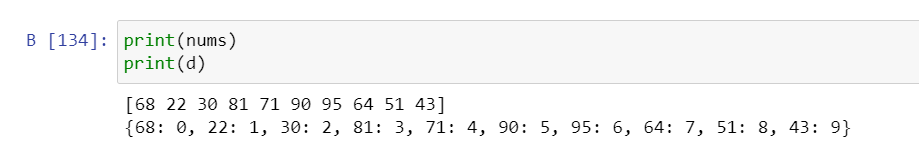 В [134]: print(nums)
print(d)
[68 22 30 81 71 90 95 64 51 43]
{68: 0, 22: 1, 30: 2, 81: 3, 71: 4, 90: 5, 95: 6, 64: 7, 51: 8, 43: 9}